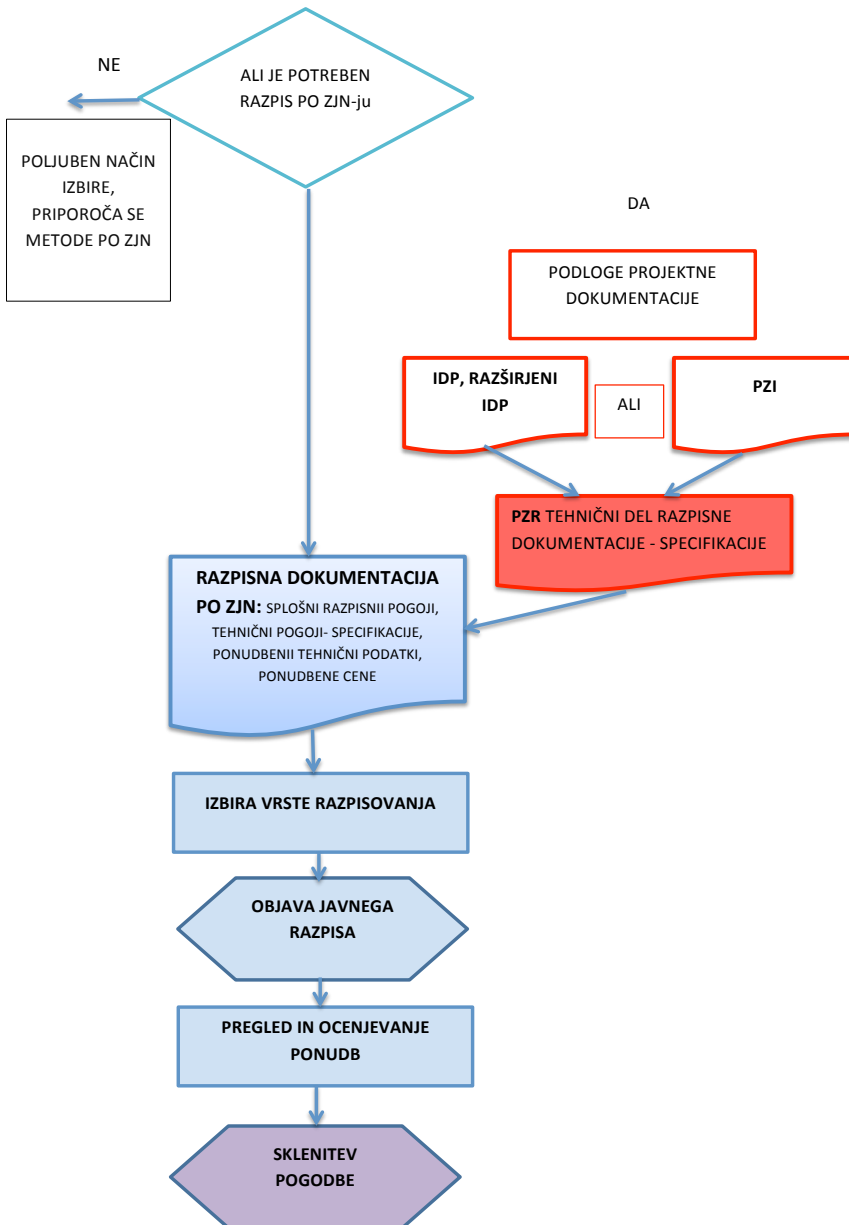 NE
ALI JE POTREBEN
RAZPIS PO ZJN-ju
POLJUBEN NAČIN
IZBIRE,
PRIPOROČA SE
METODE PO ZJN
DA
PODLOGE PROJEKTNE
DOKUMENTACIJE
IDP, RAZŠIRJENI
IDP
ALI
PZI
PZR TEHNIČNI DEL RAZPISNE
DOKUMENTACIJE - SPECIFIKACIJE
RAZPISNA DOKUMENTACIJA
PO ZJN: SPLOŠNI RAZPISNII POGOJI,
TEHNIČNI POGOJI- SPECIFIKACIJE,
PONUDBENII TEHNIČNI PODATKI,
PONUDBENE CENE
IZBIRA VRSTE RAZPISOVANJA
OBJAVA JAVNEGA
RAZPISA
PREGLED IN OCENJEVANJE
PONUDB
SKLENITEV
POGODBE